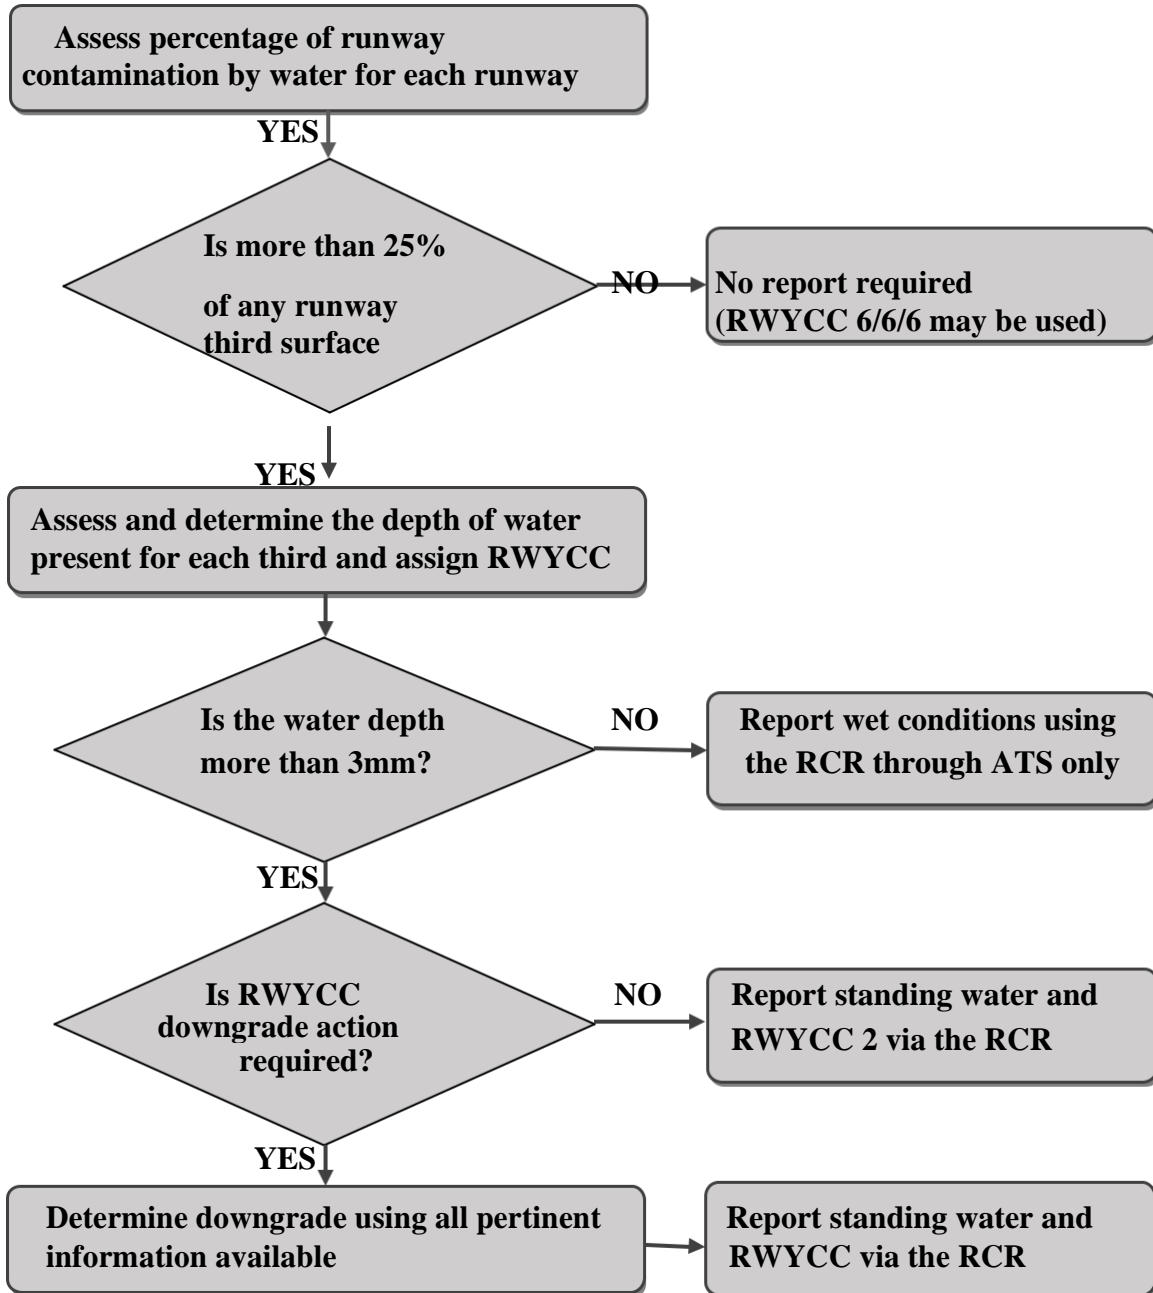 Assess percentage of runway
contamination by water for each runway
YES
Is more than 25%
of any runway
third surface
NO
No report required
(RWYCC 6/6/6 may be used)
YES
Assess and determine the depth of water
present for each third and assign RWYCC
Is the water depth
more than 3mm?
NO
Report wet conditions using
the RCR through ATS only
YES
Is RWYCC
downgrade action
required?
NO
Report standing water and
RWYCC 2 via the RCR
YES
Determine downgrade using all pertinent
information available
Report standing water and
RWYCC via the RCR